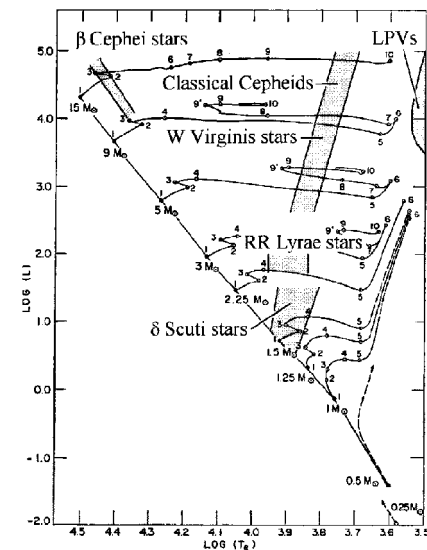 β Cephei stars
LPVs
Classical Cepheids
W Virginis stars
RR Lyrae stars
δ Scuti stars
LOG (L)
5.0
4.0
3.0
2.0
1.0
0.0
-1.0
-2.0
15 M⊙
9 M⊙
5 M⊙
3 M⊙
2.25 M⊙
1.5 M⊙
1.25 M⊙
1 M⊙
0.5 M⊙
0.25 M⊙
4.5 4.4 4.3 4.2 4.1 4.0 3.9 3.8 3.7 3.6 3.5
LOG (Te)